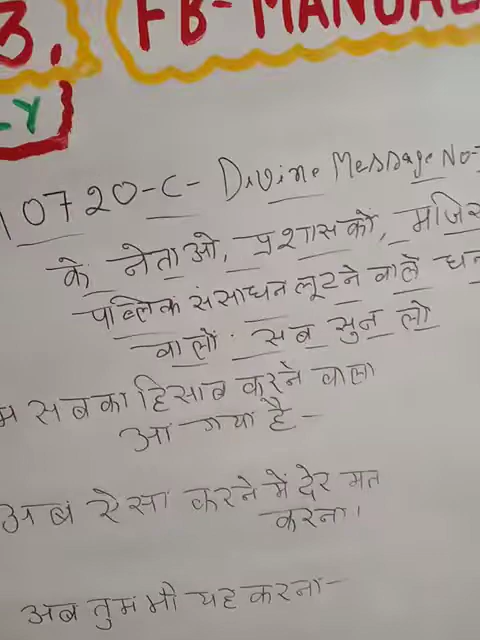 3. FB-MANUAL
-Y
10720-C- Divine Message No-
के नेताओ, प्रशासको,
पब्लिक संसाधन लूटने वाले
वालों. सब सुन लो
सबका हिसाब करने वाला
आ गया है-
अब ऐसा करने में देर मत
करना।
अब तुम भी यह करना-